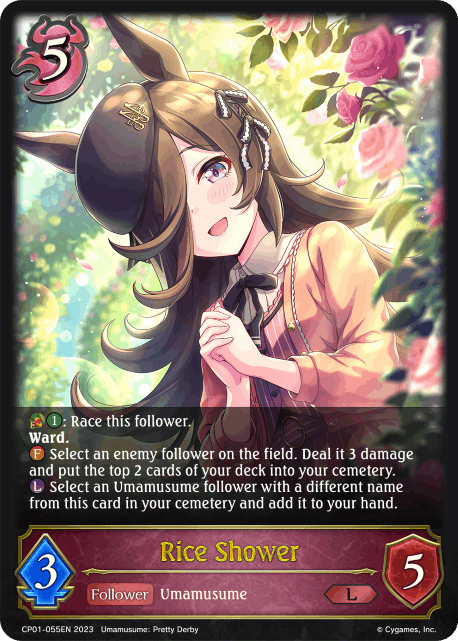 5
1: Race this follower.
Ward.
F Select an enemy follower on the field. Deal it 3 damage
and put the top 2 cards of your deck into your cemetery.
L Select an Umamusume follower with a different name
from this card in your cemetery and add it to your hand.
Rice Shower
3 Follower Umamusume L 5
CP01-055EN 2023 Umamusume: Pretty Derby © Cygames, Inc.